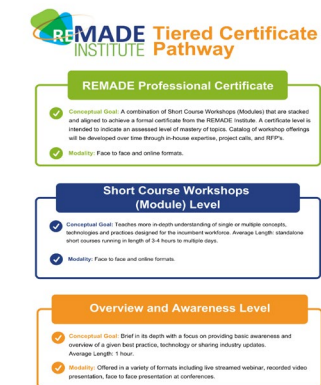 REMADE
INSTITUTE
Tiered Certificate
Pathway
REMADE Professional Certificate
Conceptual Goal: A combination of Short Course Workshops (Modules) that are stacked
and aligned to achieve a formal certificate from the REMADE Institute. A certificate level is
intended to indicate an assessed level of mastery of topics. Catalog of workshop offerings
will be developed over time through in-house expertise, project calls, and RFP's.
Modality: Face to face and online formats.
Short Course Workshops
(Module) Level
Conceptual Goal: Teaches more in-depth understanding of single or multiple concepts,
technologies and practices designed for the incumbent workforce. Average Length: standalone
short courses running in length of 3-4 hours to multiple days.
Modality: Face to face and online formats.
Overview and Awareness Level
Conceptual Goal: Brief in its depth with a focus on providing basic awareness and
overview of a given best practice, technology or sharing industry updates.
Average Length: 1 hour.
Modality: Offered in a variety of formats including live streamed webinar, recorded video
presentation, face to face presentation at conferences.